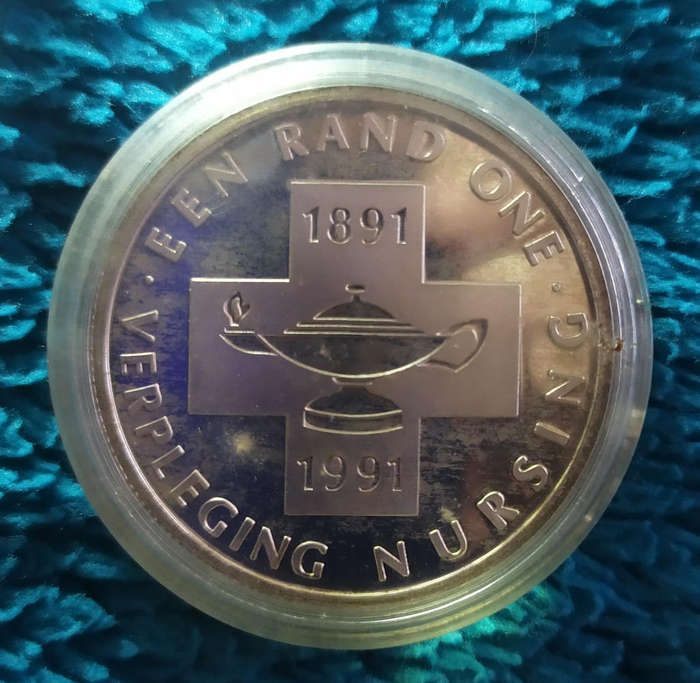 EEN RAND ONE
1891
1991
· VERPLEGING NURSING ·